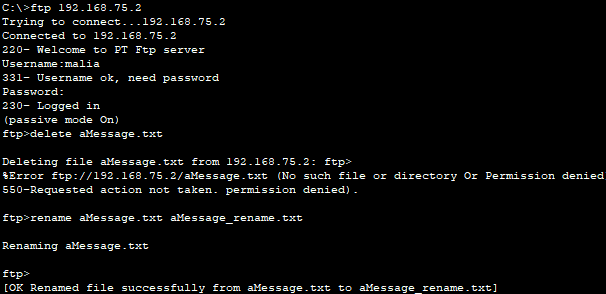 C:\>ftp 192.168.75.2
Trying to connect...192.168.75.2
Connected to 192.168.75.2
220- Welcome to PT Ftp server
Username:malia
331- Username ok, need password
Password:
230- Logged in
(passive mode On)
ftp>delete aMessage.txt
Deleting file aMessage.txt from 192.168.75.2: ftp>
%Error ftp://192.168.75.2/aMessage.txt (No such file or directory Or Permission denied
550-Requested action not taken. permission denied).
ftp>rename aMessage.txt aMessage_rename.txt
Renaming aMessage.txt
ftp>
[OK Renamed file successfully from aMessage.txt to aMessage_rename.txt]